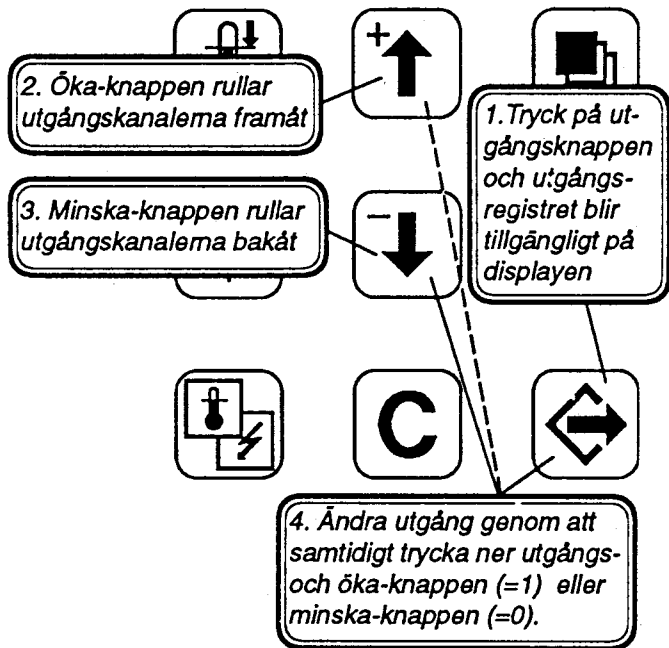 +
2. Öka-knappen rullar
utgångskanalerna framåt
1.Tryck på ut-
gångsknappen
och utgångs-
registret blir
tillgängligt på
displayen
3. Minska-knappen rullar
utgångskanalerna bakåt
−
C
4. Ändra utgång genom att
samtidigt trycka ner utgångs-
och öka-knappen (=1) eller
minska-knappen (=0).